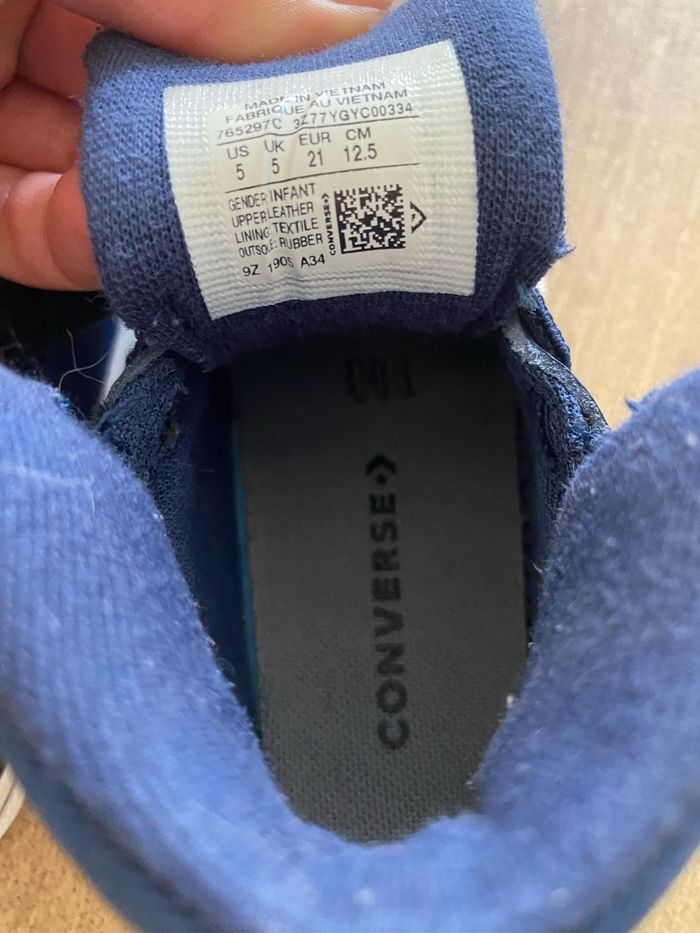 MADE IN VIETNAM
FABRIQUE AU VIETNAM
765297C 3Z77YGYC00334
US UK EUR CM
5 5 21 12.5
GENDER: INFANT
UPPER: LEATHER
LINING: TEXTILE
OUTSOLE: RUBBER
CONVERSE
9Z 1905 A34
CONVERSE